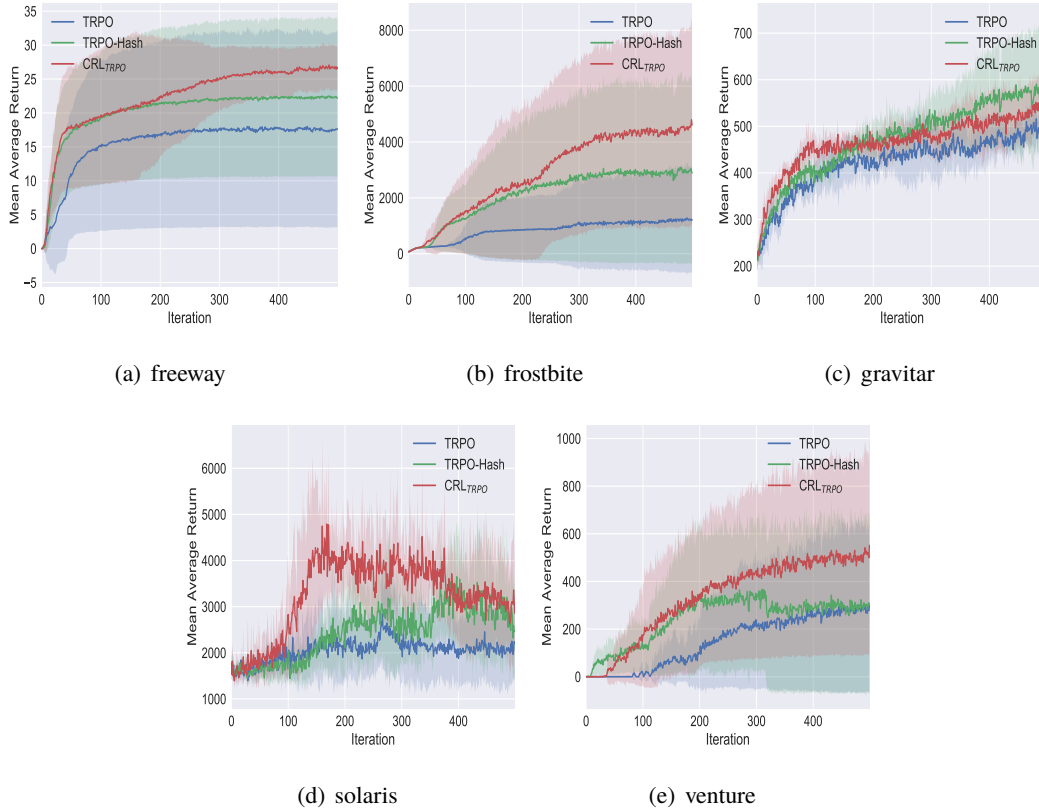 35
30
25
20
15
10
5
0
−5
Mean Average Return
TRPO
TRPO-Hash
CRL_TRPO
0 100 200 300 400
Iteration
(a) freeway
8000
6000
4000
2000
0
Mean Average Return
TRPO
TRPO-Hash
CRL_TRPO
0 100 200 300 400
Iteration
(b) frostbite
700
600
500
400
300
200
Mean Average Return
TRPO
TRPO-Hash
CRL_TRPO
0 100 200 300 400
Iteration
(c) gravitar
6000
5000
4000
3000
2000
1000
Mean Average Return
TRPO
TRPO-Hash
CRL_TRPO
0 100 200 300 400
Iteration
(d) solaris
1000
800
600
400
200
0
Mean Average Return
TRPO
TRPO-Hash
CRL_TRPO
0 100 200 300 400
Iteration
(e) venture